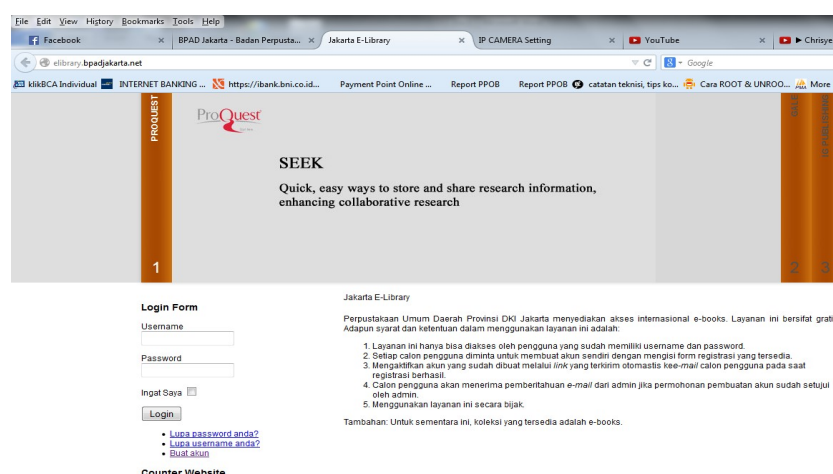 File Edit View History Bookmarks Tools Help
Facebook × BPAD Jakarta - Badan Perpusta... × Jakarta E-Library × IP CAMERA Setting × YouTube × Chrisye
elibrary.bpadjakarta.net Google
klikBCA Individual INTERNET BANKING ... https://ibank.bni.co.id... Payment Point Online ... Report PPOB Report PPOB catatan teknisi, tips ko... Cara ROOT & UNROO... More
PROQUEST
ProQuest
SEEK
Quick, easy ways to store and share research information,
enhancing collaborative research
1 2 3
Login Form
Username
Password
Ingat Saya
Login
Lupa password anda?
Lupa username anda?
Buat akun
Counter Website
Jakarta E-Library
Perpustakaan Umum Daerah Provinsi DKI Jakarta menyediakan akses internasional e-books. Layanan ini bersifat grati
Adapun syarat dan ketentuan dalam menggunakan layanan ini adalah:
1. Layanan ini hanya bisa diakses oleh pengguna yang sudah memiliki username dan password.
2. Setiap calon pengguna diminta untuk membuat akun sendiri dengan mengisi form registrasi yang tersedia.
3. Mengaktifkan akun yang sudah dibuat melalui link yang terkirim otomastis kee-mail calon pengguna pada saat
registrasi berhasil.
4. Calon pengguna akan menerima pemberitahuan e-mail dari admin jika permohonan pembuatan akun sudah setujui
oleh admin.
5. Menggunakan layanan ini secara bijak.
Tambahan: Untuk sementara ini, koleksi yang tersedia adalah e-books.